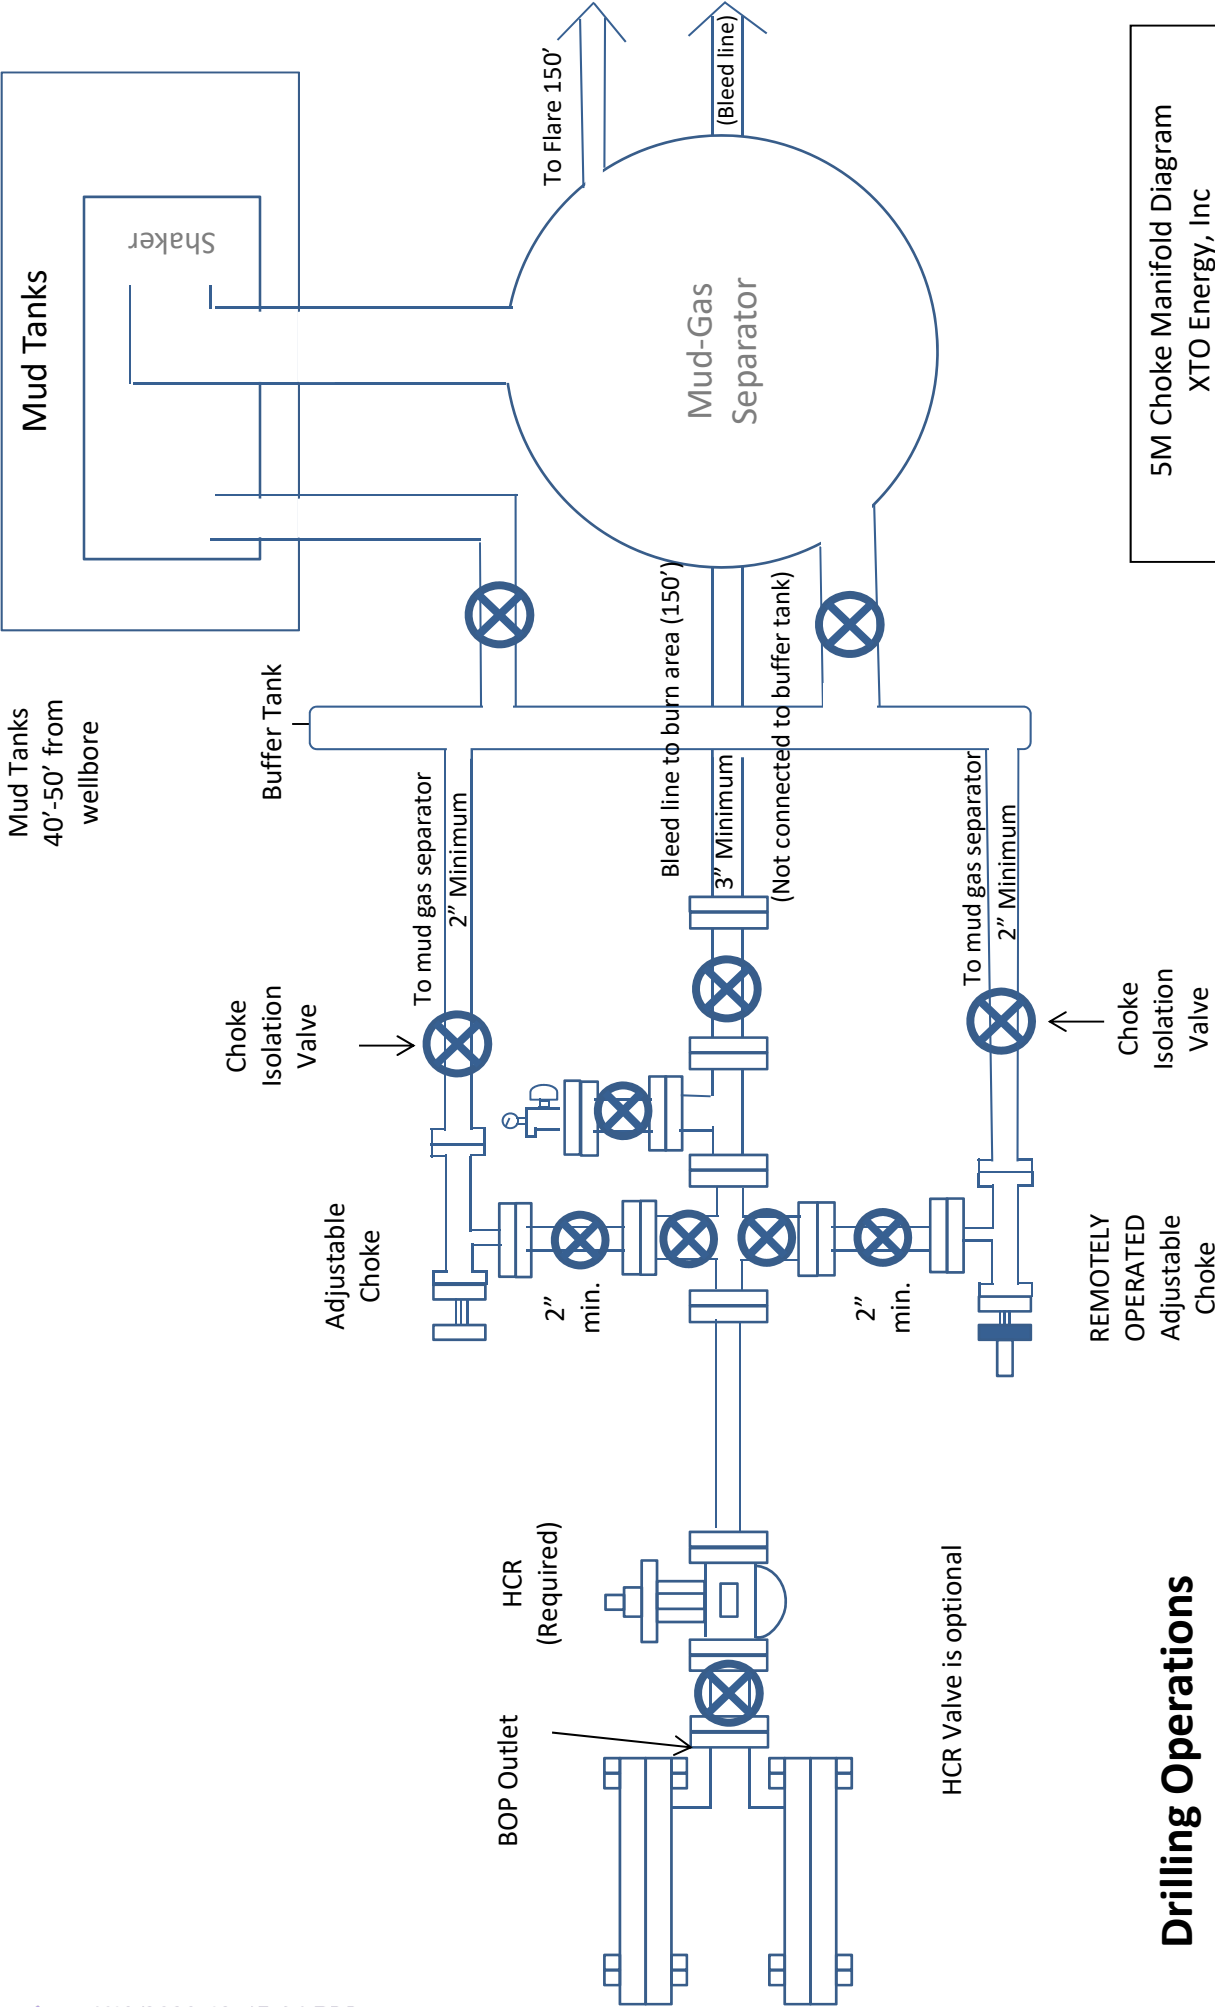 Mud Tanks
40’-50’ from
wellbore
Mud Tanks
Shaker
Buffer Tank
Choke
Isolation
Valve
To mud gas separator
2” Minimum
Adjustable
Choke
To Flare 150’
(Bleed line)
Mud-Gas
Separator
Bleed line to burn area (150’)
3” Minimum
(Not connected to buffer tank)
2”
min.
2”
min.
HCR
(Required)
BOP Outlet
HCR Valve is optional
To mud gas separator
2” Minimum
Choke
Isolation
Valve
REMOTELY
OPERATED
Adjustable
Choke
Drilling Operations
5M Choke Manifold Diagram
XTO Energy, Inc